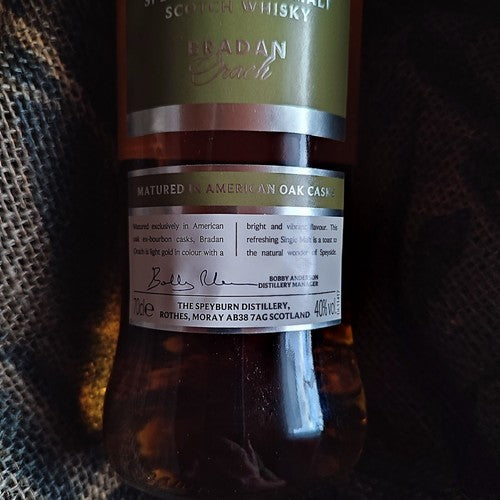 SCOTCH WHISKY
BRADAN
Orach
MATURED IN AMERICAN OAK CASKS
Matured exclusively in American
oak ex-bourbon casks, Bradan
Orach is light gold in colour with a
bright and vibrant flavour. This
refreshing Single Malt is a toast to
the natural wonder of Speyside.
BOBBY ANDERSON
DISTILLERY MANAGER
70cl e
THE SPEYBURN DISTILLERY,
ROTHES, MORAY AB38 7AG SCOTLAND
40% vol